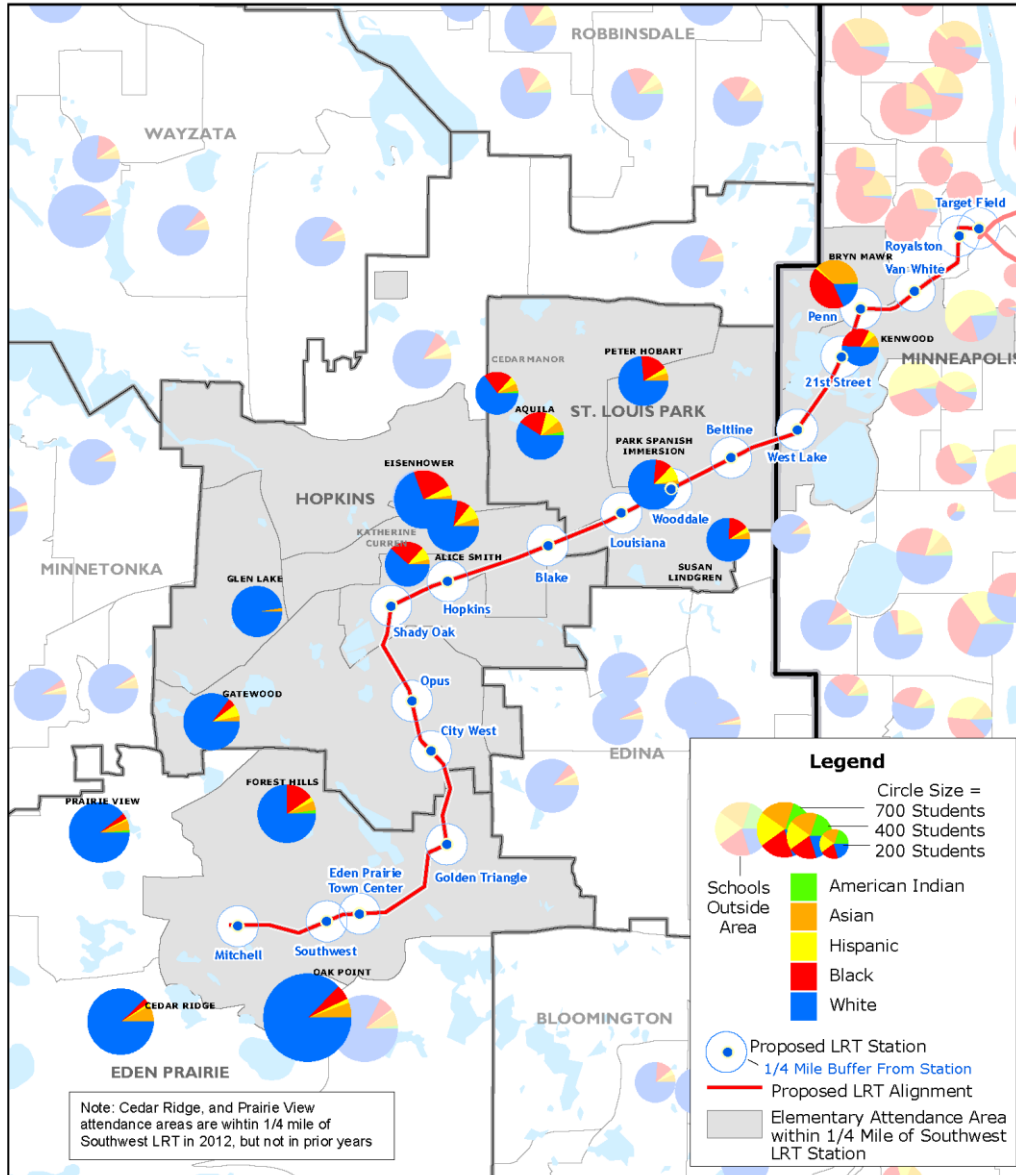 ROBBINSDALE
WAYZATA
Target Field
Royalston
BRYN MAWR
Van White
Penn
KENWOOD
MINNEAPOLIS
21st Street
CEDAR MANOR
PETER HOBART
AQUILA
ST. LOUIS PARK
Beltline
West Lake
PARK SPANISH
IMMERSION
EISENHOWER
HOPKINS
Wooddale
Louisiana
KATHERINE
CURREN
ALICE SMITH
Blake
SUSAN
LINDGREN
MINNETONKA
GLEN LAKE
Hopkins
Shady Oak
Opus
GATEWOOD
City West
EDINA
FOREST HILLS
PRAIRIE VIEW
Eden Prairie
Town Center
Golden Triangle
Mitchell
Southwest
OAK POINT
CEDAR RIDGE
BLOOMINGTON
EDEN PRAIRIE
Note: Cedar Ridge, and Prairie View
attendance areas are whtin 1/4 mile of
Southwest LRT in 2012, but not in prior years
Legend
Circle Size =
700 Students
400 Students
200 Students
Schools
Outside
Area
American Indian
Asian
Hispanic
Black
White
Proposed LRT Station
1/4 Mile Buffer From Station
Proposed LRT Alignment
Elementary Attendance Area
within 1/4 Mile of Southwest
LRT Station